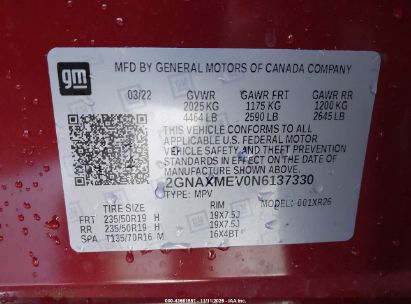 gm
MFD BY GENERAL MOTORS OF CANADA COMPANY
03/22 GVWR GAWR FRT GAWR RR
2025 KG 1175 KG 1200 KG
4464 LB 2590 LB 2645 LB
THIS VEHICLE CONFORMS TO ALL
APPLICABLE U.S. FEDERAL MOTOR
VEHICLE SAFETY STANDARDS IN
EFFECT ON THE DATE OF
MANUFACTURE SHOWN ABOVE.
2GNAXMEV0N6137330
TYPE: MPV MODEL: 001XR26
TIRE SIZE RIM
FRT 235/50R19 H 19X7.5J
RR 235/50R19 H 19X7.5J
SPA T135/70R16 M 16X4BT